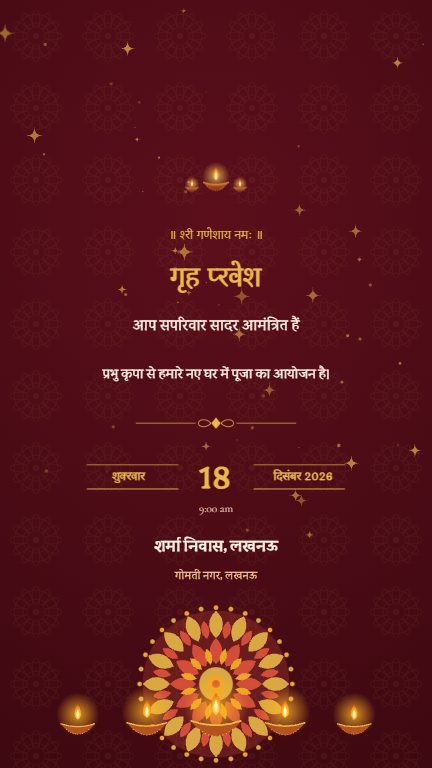 ॥ श्री गणेशाय नमः ॥
गृह प्रवेश
आप सपरिवार सादर आमंत्रित हैं
प्रभु कृपा से हमारे नए घर में पूजा का आयोजन है|
शुक्रवार
18
दिसंबर 2026
9:00 am
शर्मा निवास, लखनऊ
गोमती नगर, लखनऊ